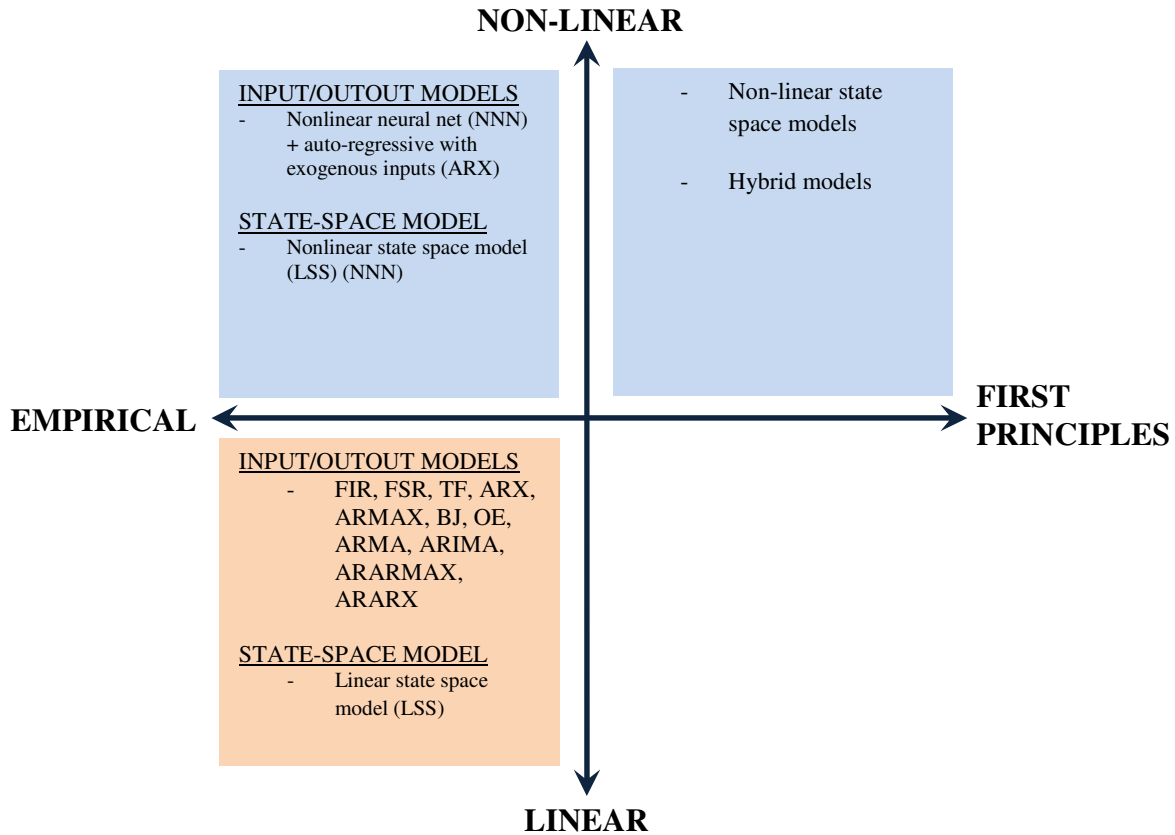 NON-LINEAR
INPUT/OUTOUT MODELS
- Nonlinear neural net (NNN)
+ auto-regressive with
exogenous inputs (ARX)
STATE-SPACE MODEL
- Nonlinear state space model
(LSS) (NNN)
- Non-linear state
space models
- Hybrid models
EMPIRICAL
FIRST
PRINCIPLES
INPUT/OUTOUT MODELS
- FIR, FSR, TF, ARX,
ARMAX, BJ, OE,
ARMA, ARIMA,
ARARMAX,
ARARX
STATE-SPACE MODEL
- Linear state space
model (LSS)
LINEAR